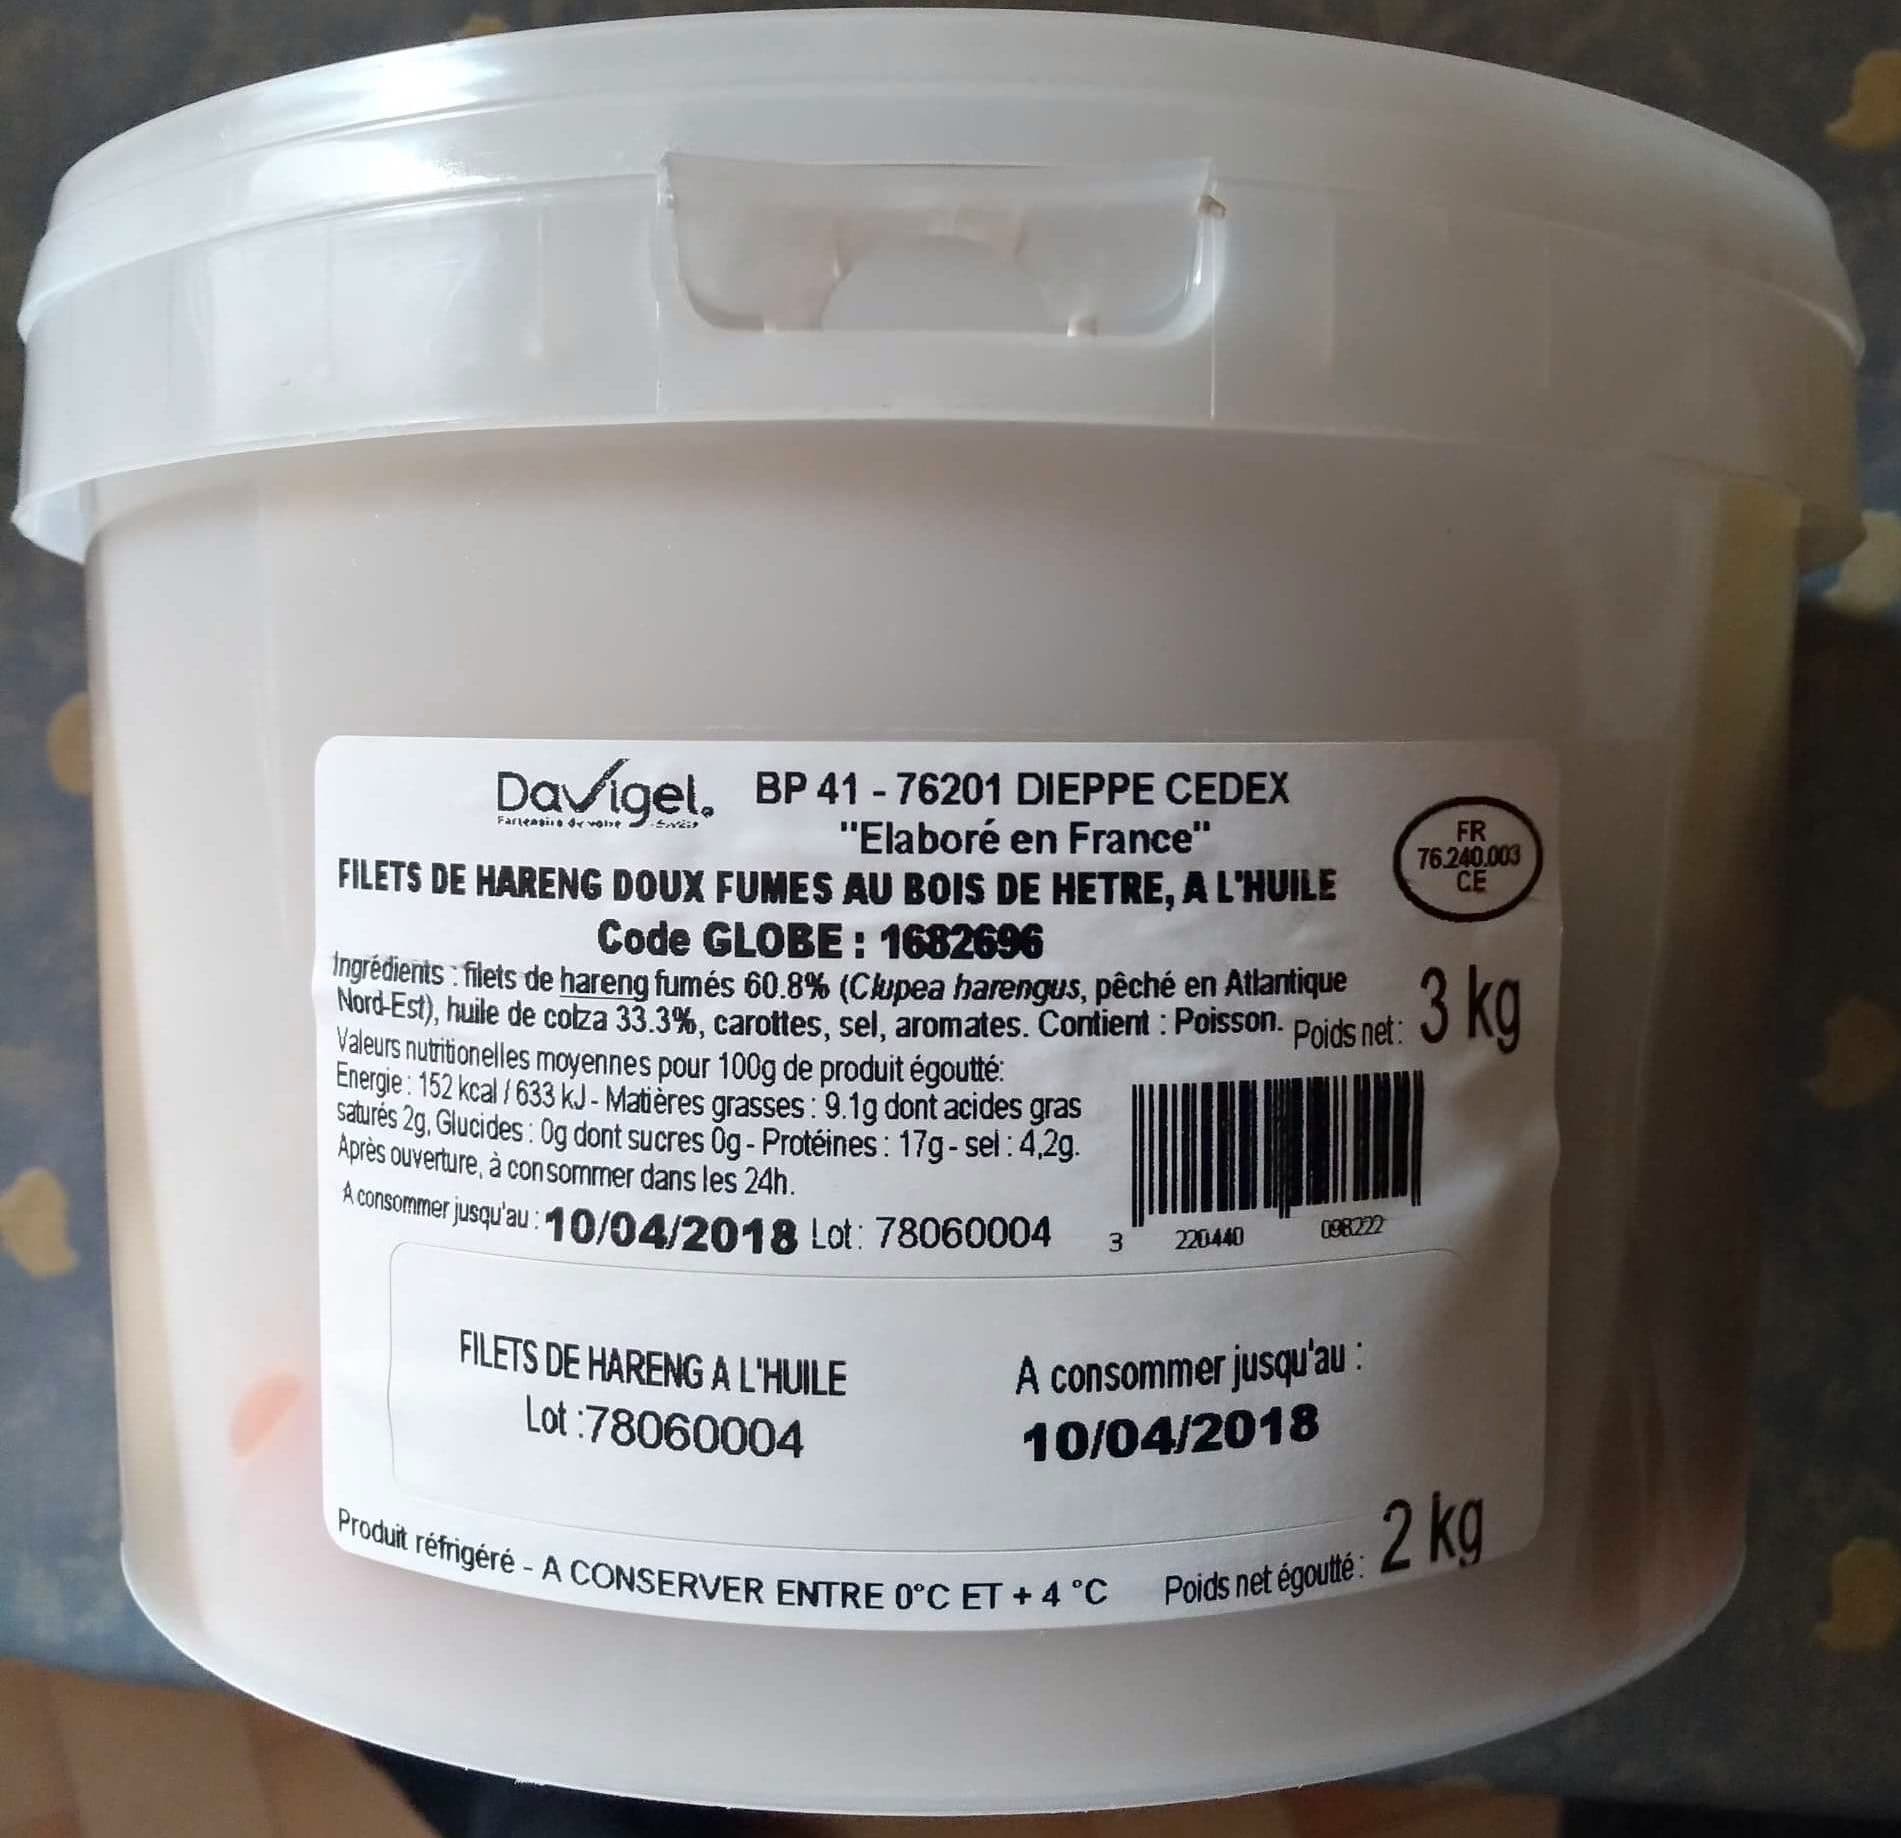 Davigel. BP 41 - 76201 DIEPPE CEDEX
Partenaire de votre
"Elaboré en France"
FR
76.240.003
CE
FILETS DE HARENG DOUX FUMES AU BOIS DE HETRE, A L'HUILE
Code GLOBE : 1682696
Ingrédients : filets de hareng fumés 60.8% (Clupea harengus, pêché en Atlantique
Nord-Est), huile de colza 33.3%, carottes, sel, aromates. Contient : Poisson.
Poids net : 3 kg
Valeurs nutritionelles moyennes pour 100g de produit égoutté:
Energie : 152 kcal / 633 kJ - Matières grasses : 9.1g dont acides gras
saturés 2g, Glucides : 0g dont sucres 0g - Protéines : 17g - sel : 4,2g.
Après ouverture, à consommer dans les 24h.
A consommer jusqu'au : 10/04/2018 Lot : 78060004
3 220440 098222
FILETS DE HARENG A L'HUILE
Lot :78060004
A consommer jusqu'au :
10/04/2018
Produit réfrigéré - A CONSERVER ENTRE 0°C ET + 4 °C
Poids net égoutté : 2 kg